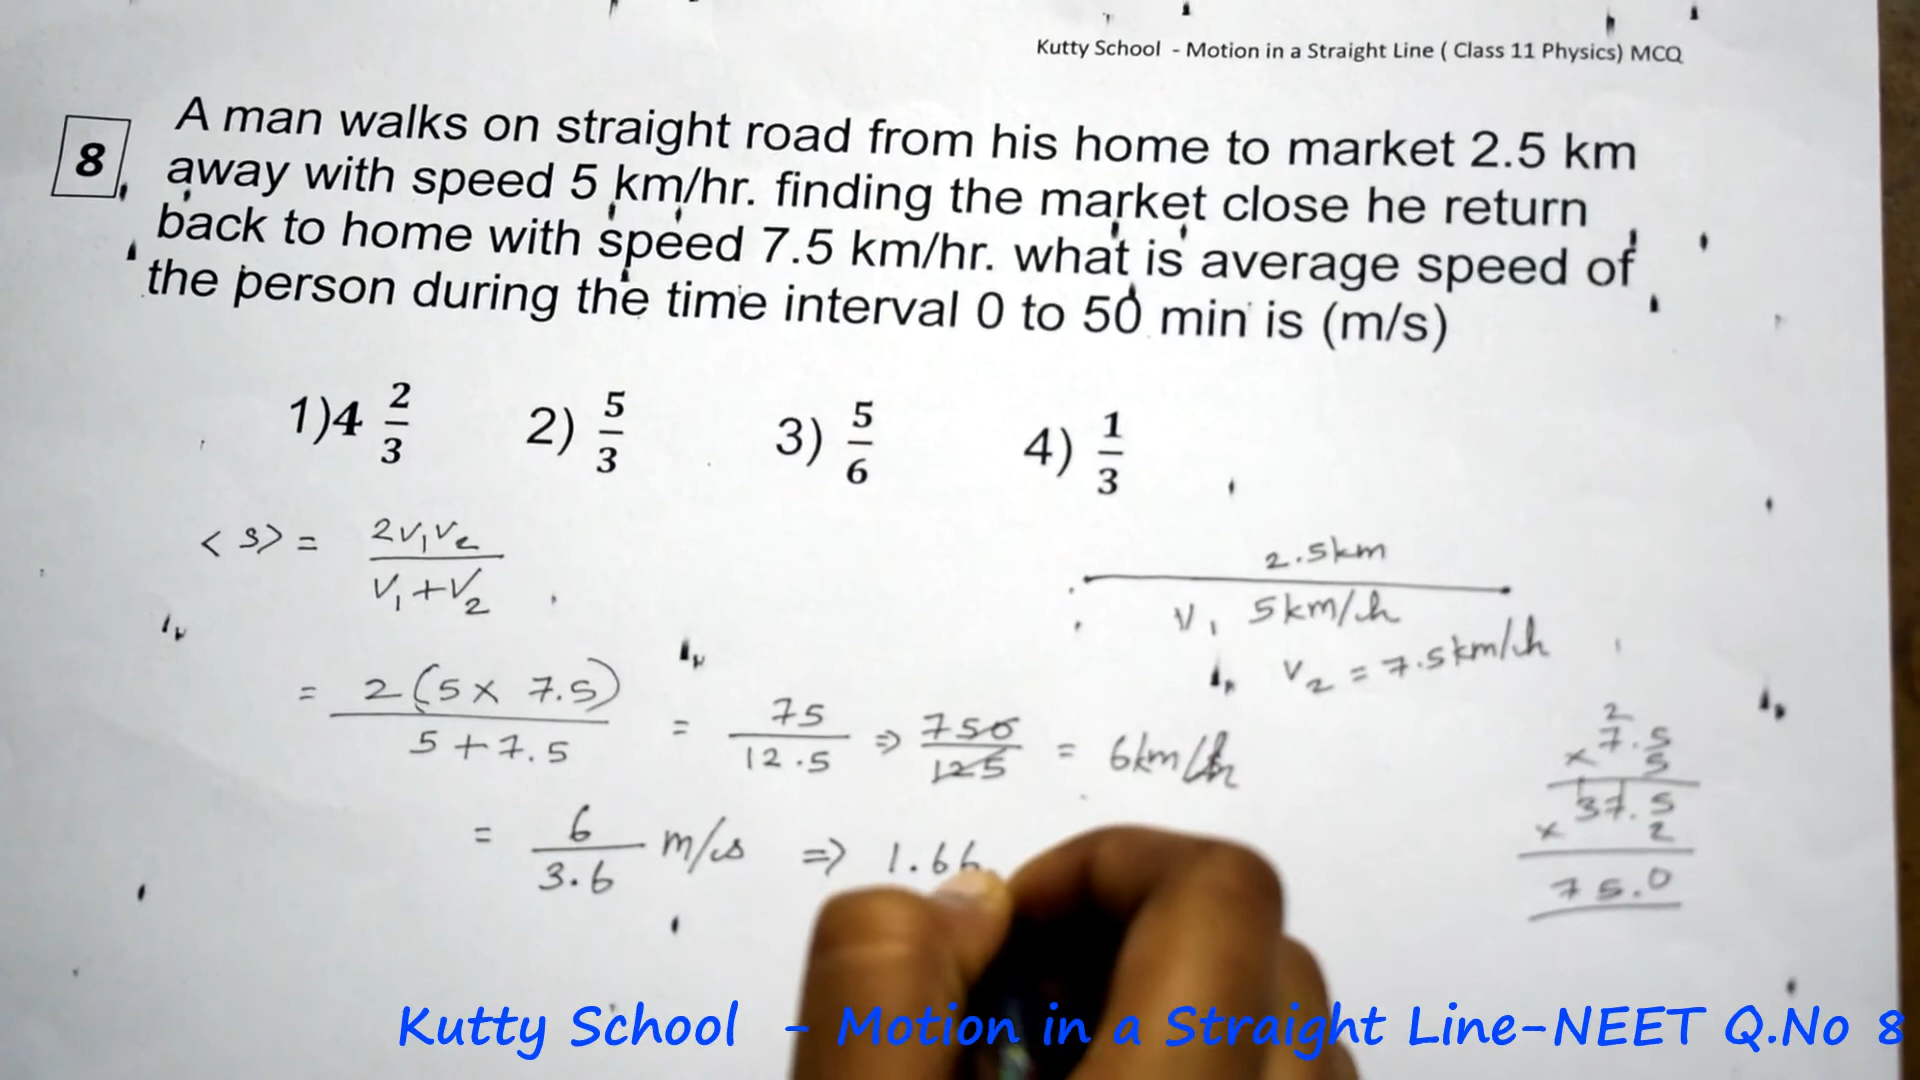 Kutty School - Motion in a Straight Line ( Class 11 Physics) MCQ
8
A man walks on straight road from his home to market 2.5 km
away with speed 5 km/hr. finding the market close he return
back to home with speed 7.5 km/hr. what is average speed of
the person during the time interval 0 to 50 min is (m/s)
1)4 2/3 2) 5/3 3) 5/6 4) 1/3
<s> = 2v₁v₂ / v₁+v₂
2.5km
v₁ 5km/h
v₂ = 7.5km/h
= 2(5 x 7.5) / 5+7.5 = 75/12.5 => 750/125 = 6km/h
= 6/3.6 m/s => 1.66
2
7.5
x 5
37.5
x 2
75.0
Kutty School - Motion in a Straight Line-NEET Q.No 8